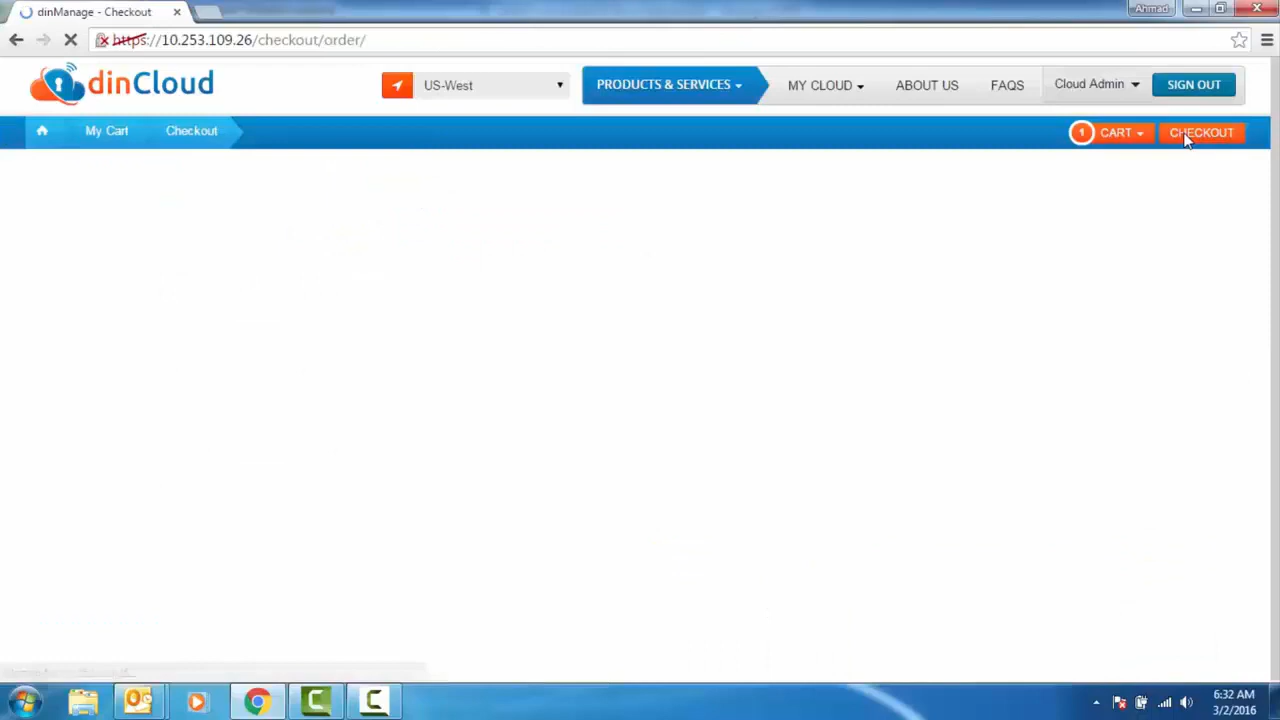 dinManage - Checkout
Ahmad
https://10.253.109.26/checkout/order/
dinCloud
US-West
PRODUCTS & SERVICES
MY CLOUD
ABOUT US
FAQS
Cloud Admin
SIGN OUT
My Cart
Checkout
1
CART
CHECKOUT
6:32 AM
3/2/2016